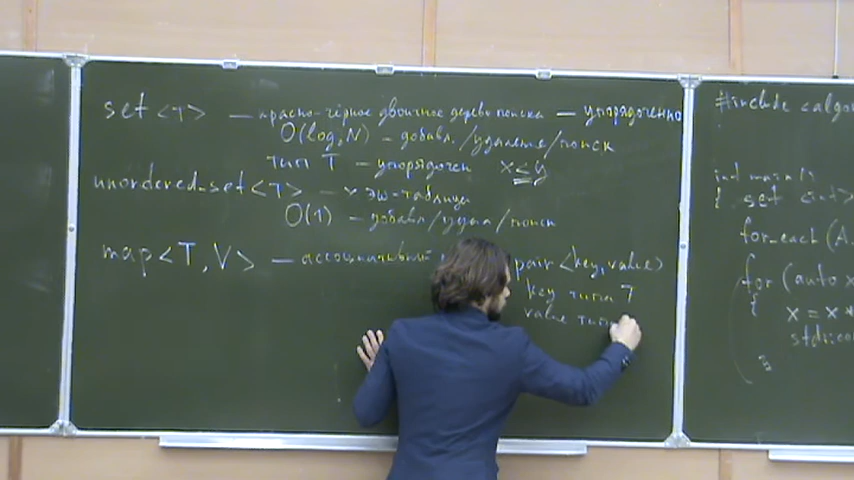 set <T> — красно-чёрное двоичное дерево поиска — упорядоченно
O(log₂N) — добавл./удаление/поиск
тип T — упорядочен x ≤ y
unordered_set<T> — хэш-таблица
O(1) — добавл/удал/поиск
map<T, V> — pair <key, value>
key типа T
value типа
#include <algo
int main()
{ set <int>
for_each (A.
for (auto x
{ x = x *
std::co
}